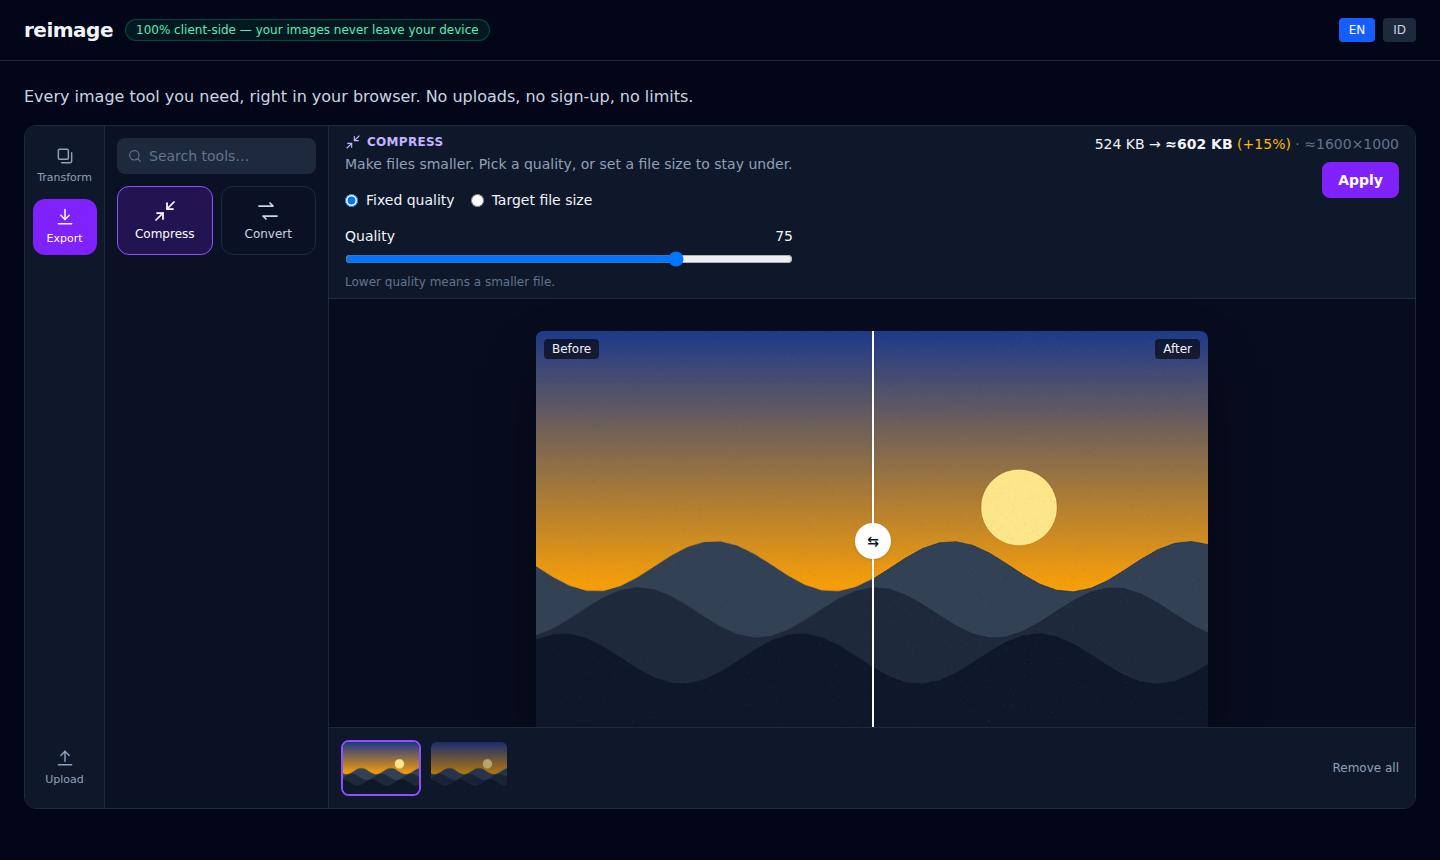 reimage
100% client-side — your images never leave your device
EN
ID
Every image tool you need, right in your browser. No uploads, no sign-up, no limits.
Transform
Export
Upload
Search tools…
Compress
Convert
COMPRESS
Make files smaller. Pick a quality, or set a file size to stay under.
Fixed quality
Target file size
Quality
75
Lower quality means a smaller file.
524 KB → ≈602 KB (+15%) · ≈1600×1000
Apply
Before
After
Remove all